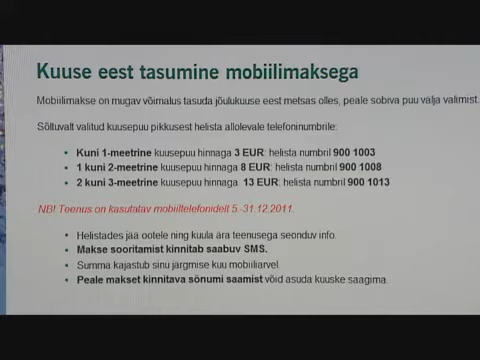 Kuuse eest tasumine mobiilimaksega
Mobiilimakse on mugav võimalus tasuda jõulukuuse eest metsas olles, peale sobiva puu välja valimist.
Sõltuvalt valitud kuusepuu pikkusest helista allolevale telefoninumbrile:
• Kuni 1-meetrine kuusepuu hinnaga 3 EUR: helista numbril 900 1003
• 1 kuni 2-meetrine kuusepuu hinnaga 8 EUR: helista numbril 900 1008
• 2 kuni 3-meetrine kuusepuu hinnaga 13 EUR: helista numbril 900 1013
NB! Teenus on kasutatav mobiiltelefonidelt 5.-31.12.2011.
• Helistades jää ootele ning kuula ära teenusega seonduv info.
• Makse sooritamist kinnitab saabuv SMS.
• Summa kajastub sinu järgmise kuu mobiiliarvel.
• Peale makset kinnitava sõnumi saamist võid asuda kuuske saagima.